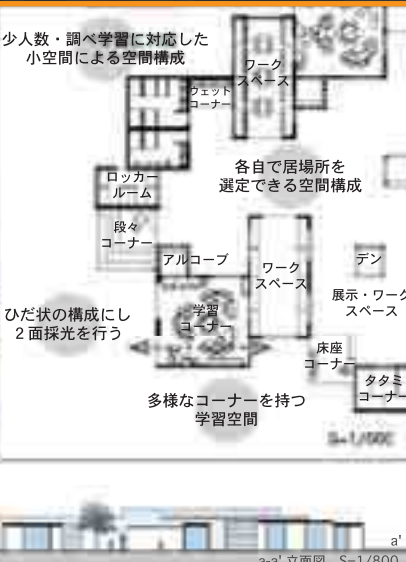 少人数・調べ学習に対応した
小空間による空間構成
ワーク
スペース
ウェット
コーナー
各自で居場所を
選定できる空間構成
ロッカー
ルーム
段々
コーナー
アルコーブ
ワーク
スペース
デン
学習
コーナー
展示・ワーク
スペース
ひだ状の構成にし
2面採光を行う
床座
コーナー
タタミ
コーナー
多様なコーナーを持つ
学習空間
S=1/500
a'
a-a' 立面図 S=1/800